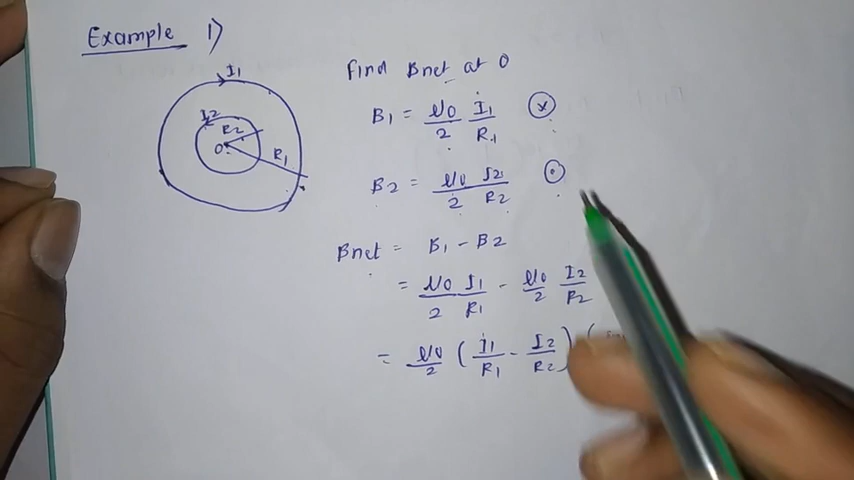 Example 1)
I1
I2
R2
O
R1
Find Bnet at O
B1 = μ0/2 I1/R1 ⊗
B2 = μ0/2 I2/R2 ⊙
Bnet = B1 - B2
= μ0/2 I1/R1 - μ0/2 I2/R2
= μ0/2 (I1/R1 - I2/R2) (